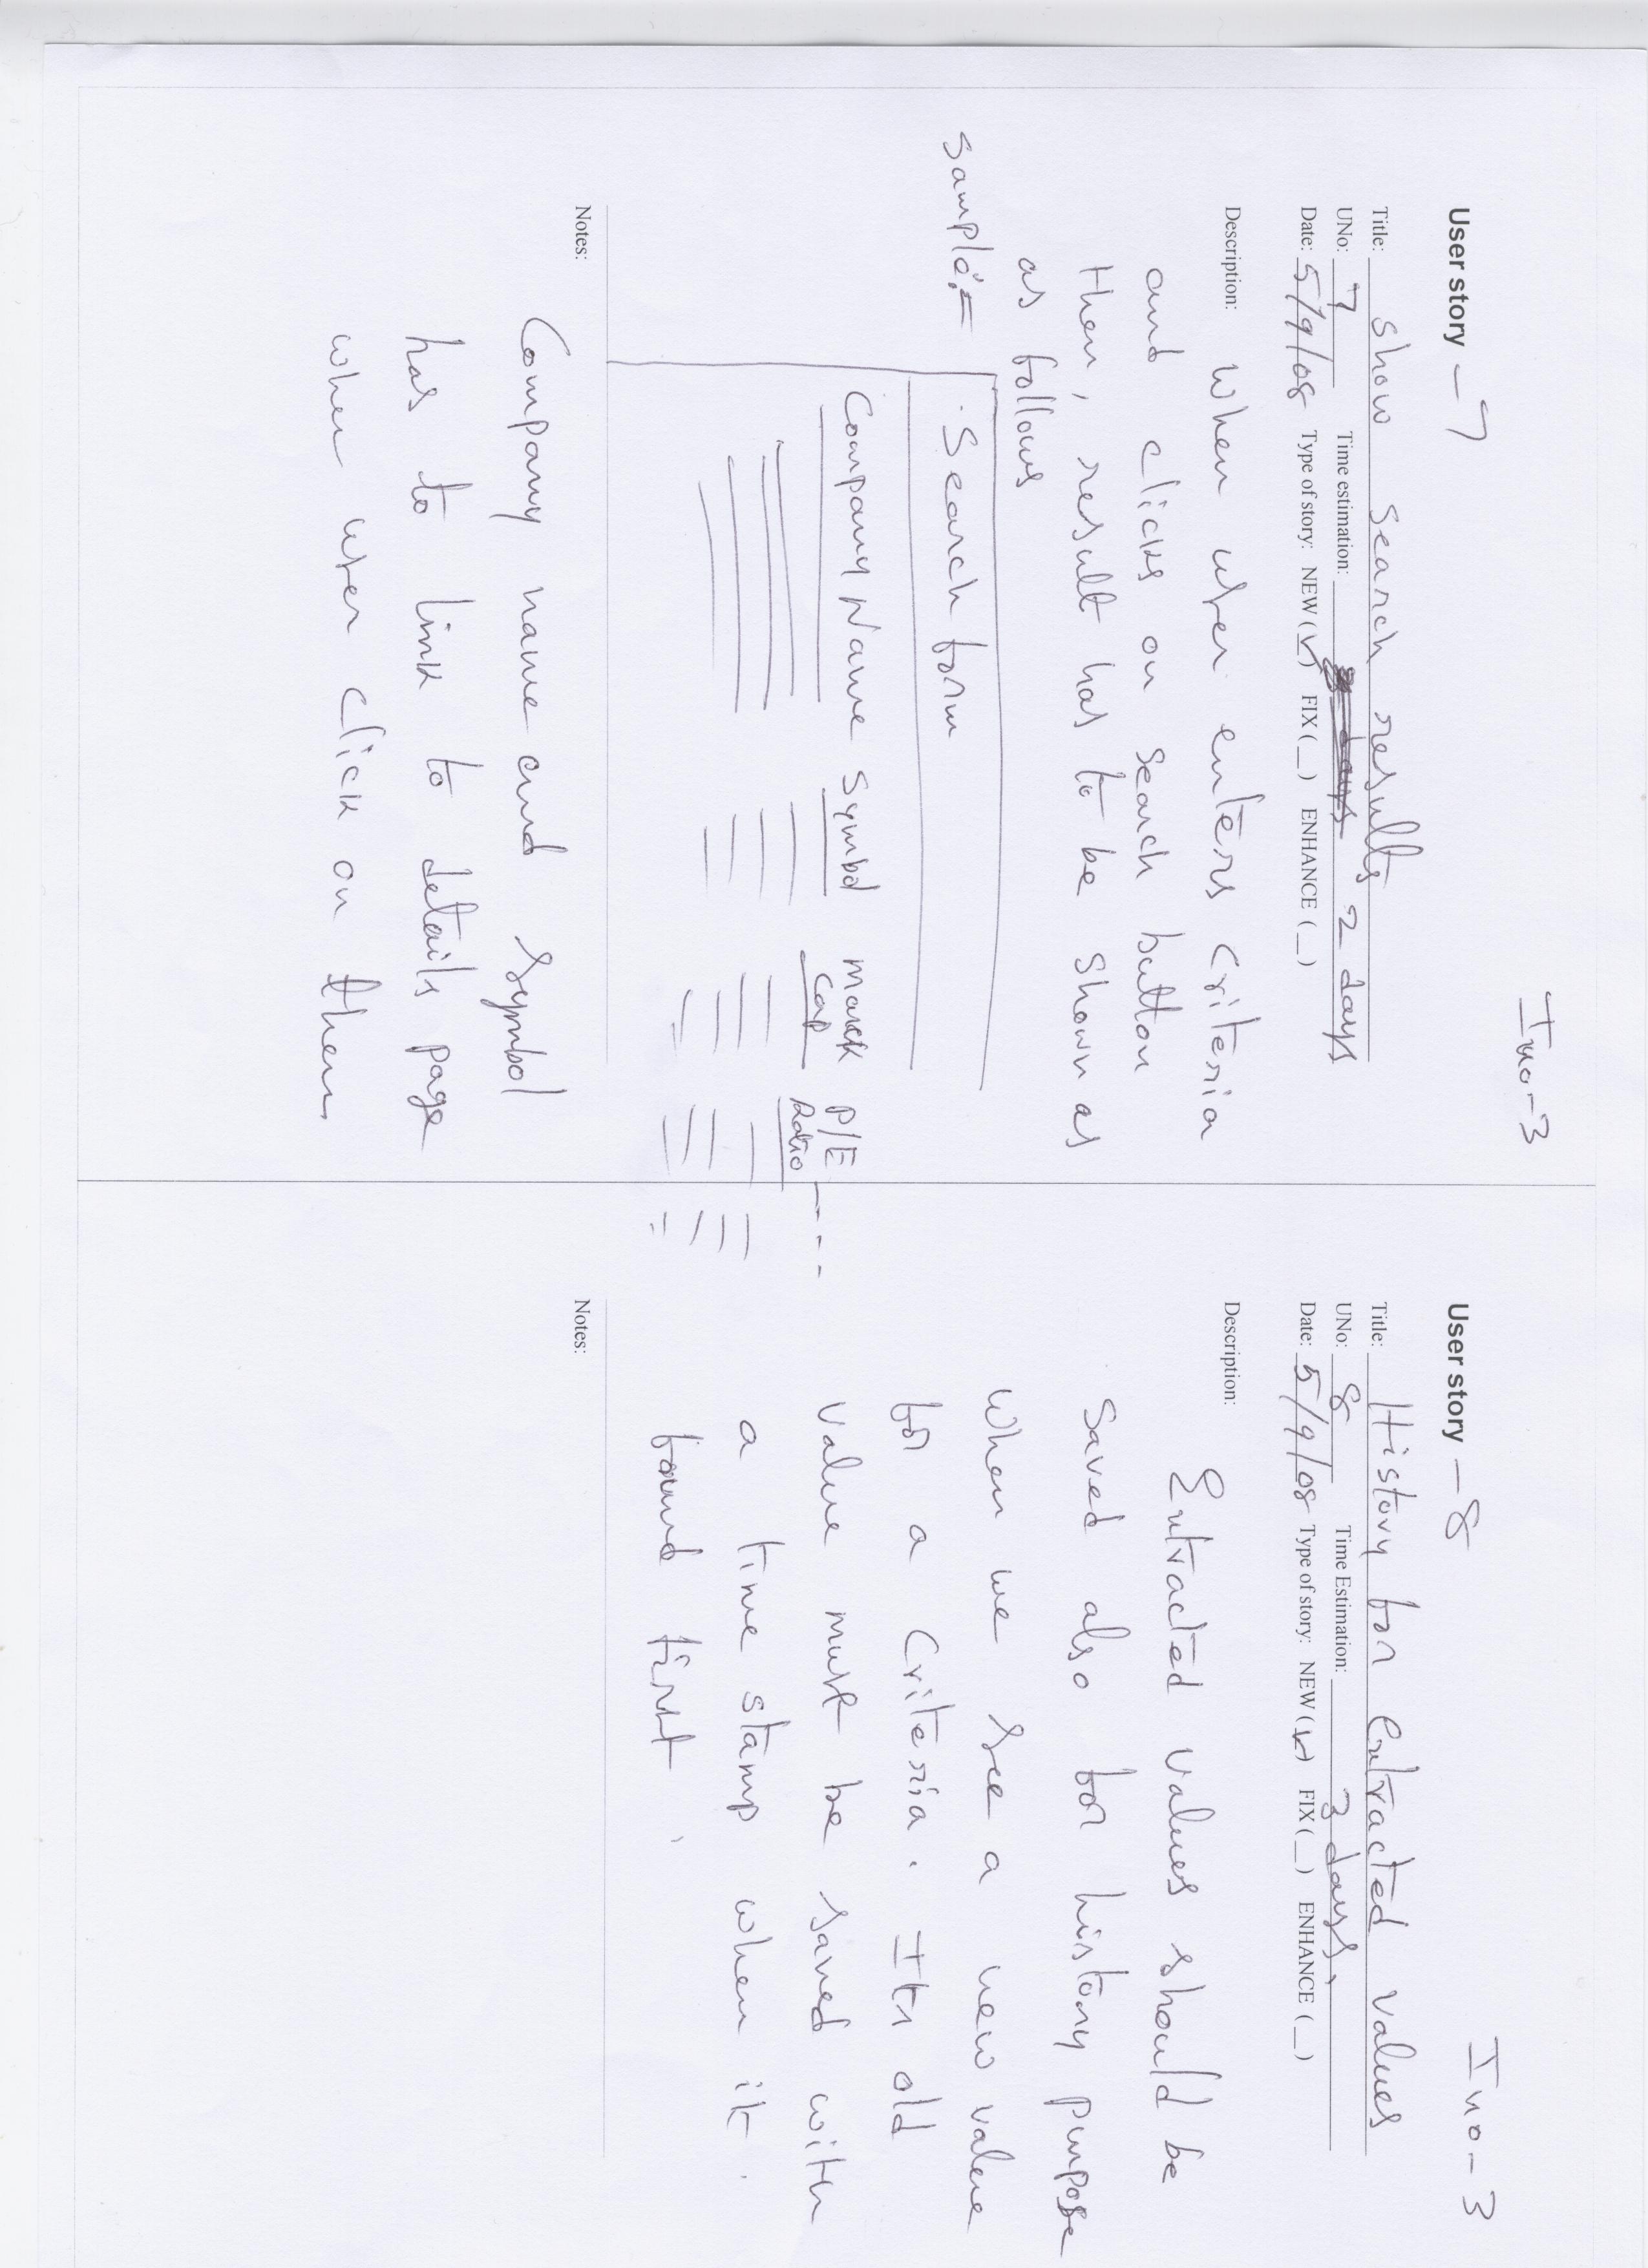 Ino-3
User story - 7
Title: Show Search results
UNo: 7 Time estimation: 2 days
Date: 5/9/08 Type of story: NEW (✓) FIX (_) ENHANCE (_)
Description: When user enters criteria
and clicks on search button
then, result has to be shown as
as follows
Sample:-
Search form
Company Name Symbol Mark Cap P/E Ratio ----
Notes:
Company name and symbol
has to link to details page
when user click on them
Ino-3
User story - 8
Title: History for Extracted values
UNo: 8 Time Estimation: 3 days.
Date: 5/9/08 Type of story: NEW (✓) FIX (_) ENHANCE (_)
Description:
Extracted values should be
Saved also for history purpose
When we see a new value
for a criteria. Its old
value must be saved with
a time stamp when it
found first.
Notes: